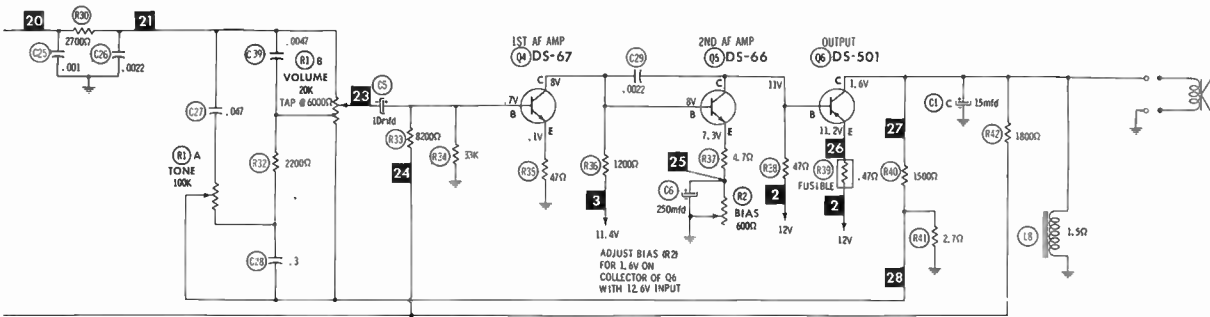 20
R30
2700Ω
21
C25
.001
C26
.0022
C39
.0047
R1 B
VOLUME
20K
TAP @ 6000Ω
C27
.047
R1 A
TONE
100K
R32
2200Ω
C28
.3
23
C5
10mfd
R33
8200Ω
24
R34
33K
1ST AF AMP
Q4 DS-67
C
8V
.7V
B
E
.1V
R35
47Ω
C29
.0022
R36
1200Ω
3
11.4V
2ND AF AMP
Q5 DS-66
C
8V
B
E
7.3V
R37
4.7Ω
25
C6
250mfd
R2
BIAS
600Ω
ADJUST BIAS (R2)
FOR 1.6V ON
COLLECTOR OF Q6
WITH 12.6V INPUT
OUTPUT
Q6 DS-501
C
1.6V
11V
B
11.2V
E
R38
47Ω
2
12V
26
R39
.47Ω
FUSIBLE
2
12V
27
R40
1500Ω
R41
2.7Ω
28
C1 C
15mfd
R42
1800Ω
L8
1.5Ω